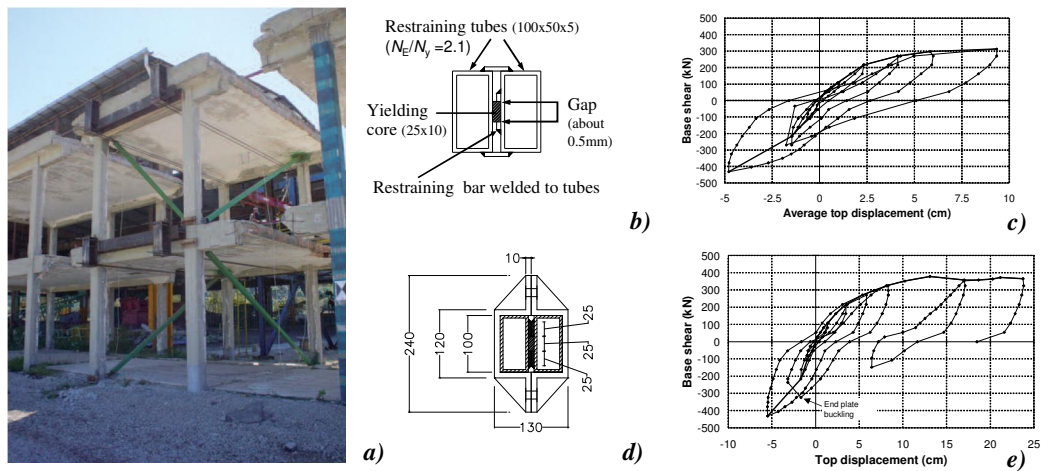 Restraining tubes (100x50x5)
(NE/Ny =2.1)
Yielding
core (25x10)
Gap
(about
0.5mm)
Restraining bar welded to tubes
a)
b)
Base shear (kN)
500
400
300
200
100
0
-100
-200
-300
-400
-500
-5
-2.5
0
2.5
5
7.5
10
Average top displacement (cm)
c)
10
240
120
100
25
25
25
130
d)
Base shear (kN)
500
400
300
200
100
0
-100
-200
-300
-400
-500
End plate
buckling
-10
-5
0
5
10
15
20
25
Top displacement (cm)
e)